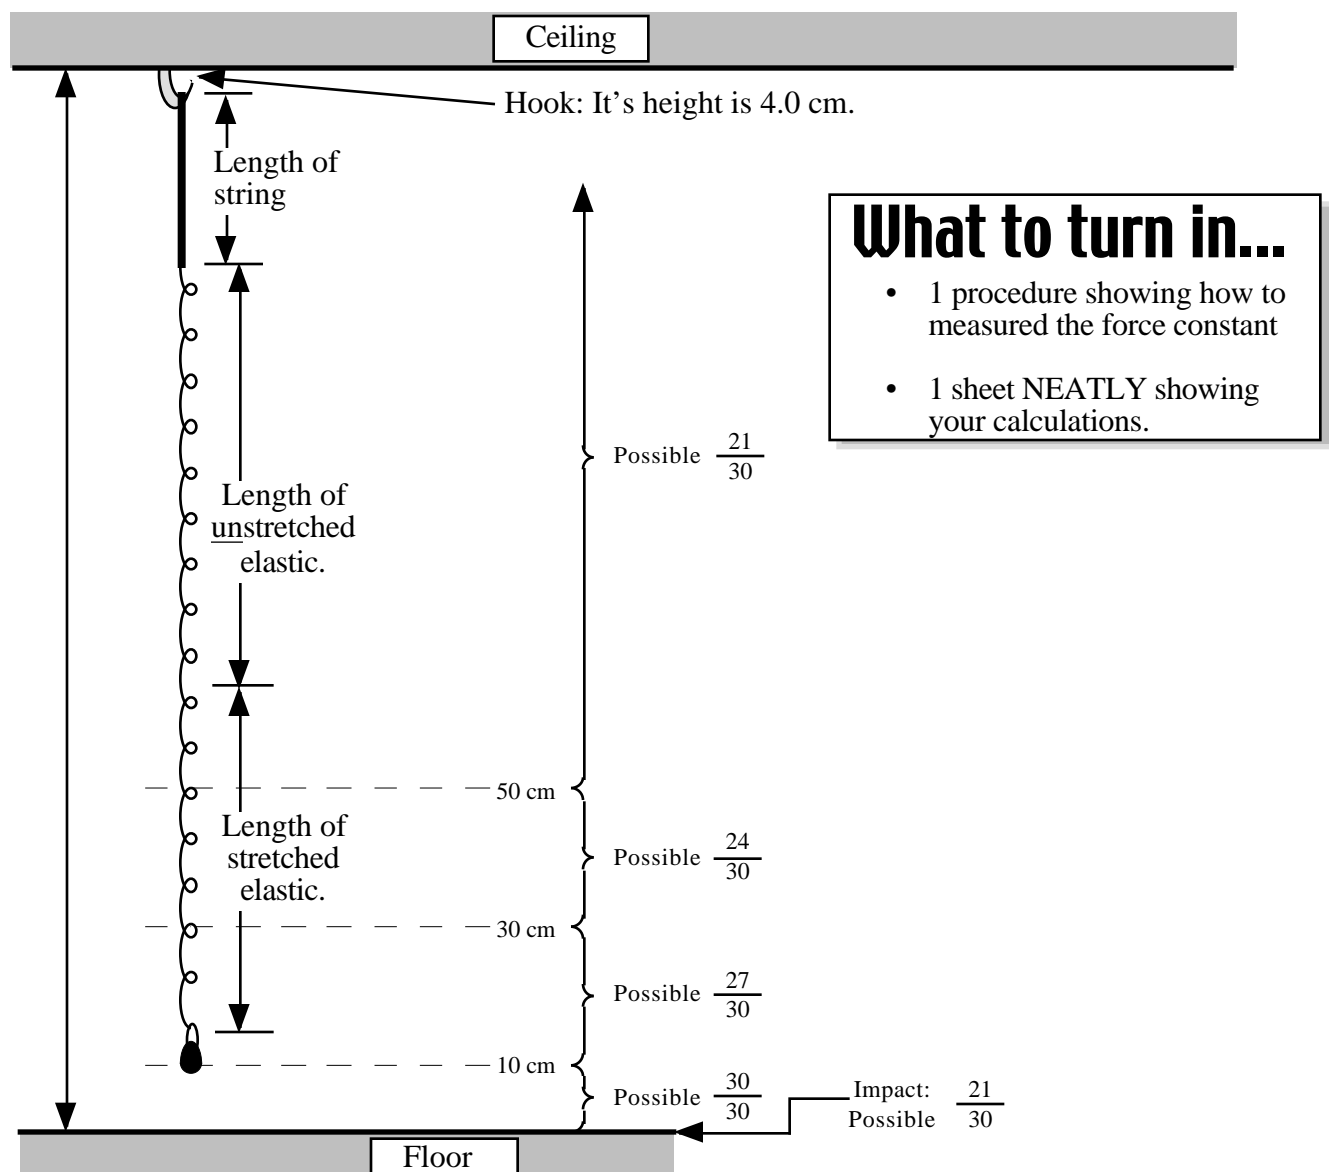 Ceiling
Hook: It's height is 4.0 cm.
Length of
string
What to turn in...
• 1 procedure showing how to
measured the force constant
• 1 sheet NEATLY showing
your calculations.
Possible 21
30
Length of
unstretched
elastic.
50 cm
Length of
stretched
elastic.
Possible 24
30
30 cm
Possible 27
30
10 cm
Possible 30
30
Impact:
Possible 21
30
Floor